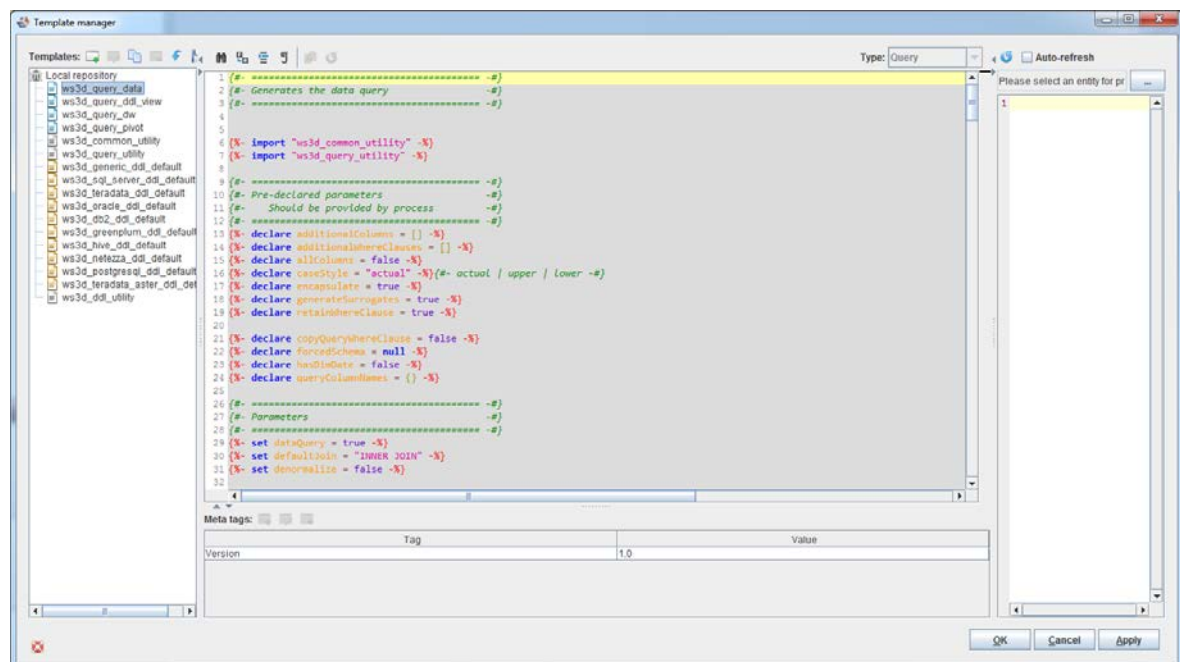 Template manager
Templates:
Type: Query
Auto-refresh
Local repository
ws3d_query_data
ws3d_query_ddl_view
ws3d_query_dw
ws3d_query_pivot
ws3d_common_utility
ws3d_query_utility
ws3d_generic_ddl_default
ws3d_sql_server_ddl_default
ws3d_teradata_ddl_default
ws3d_oracle_ddl_default
ws3d_db2_ddl_default
ws3d_greenplum_ddl_default
ws3d_hive_ddl_default
ws3d_netezza_ddl_default
ws3d_postgresql_ddl_default
ws3d_teradata_aster_ddl_def
ws3d_ddl_utility
1 {#- ======================================== -#}
2 {#- Generates the data query -#}
3 {#- ======================================== -#}
4
5
6 {%- import "ws3d_common_utility" -%}
7 {%- import "ws3d_query_utility" -%}
8
9 {#- ======================================== -#}
10 {#- Pre-declared parameters -#}
11 {#- Should be provided by process -#}
12 {#- ======================================== -#}
13 {%- declare additionalColumns = [] -%}
14 {%- declare additionalWhereClauses = [] -%}
15 {%- declare allColumns = false -%}
16 {%- declare caseStyle = "actual" -%}{#- actual | upper | lower -#}
17 {%- declare encapsulate = true -%}
18 {%- declare generateSurrogates = true -%}
19 {%- declare retainWhereClause = true -%}
20
21 {%- declare copyQueryWhereClause = false -%}
22 {%- declare forcedSchema = null -%}
23 {%- declare hasDimDate = false -%}
24 {%- declare queryColumnNames = {} -%}
25
26 {#- ======================================== -#}
27 {#- Parameters -#}
28 {#- ======================================== -#}
29 {%- set dataQuery = true -%}
30 {%- set defaultJoin = "INNER JOIN" -%}
31 {%- set denormalize = false -%}
32
Please select an entity for pr ...
1
Meta tags:
Tag Value
Version 1.0
OK Cancel Apply